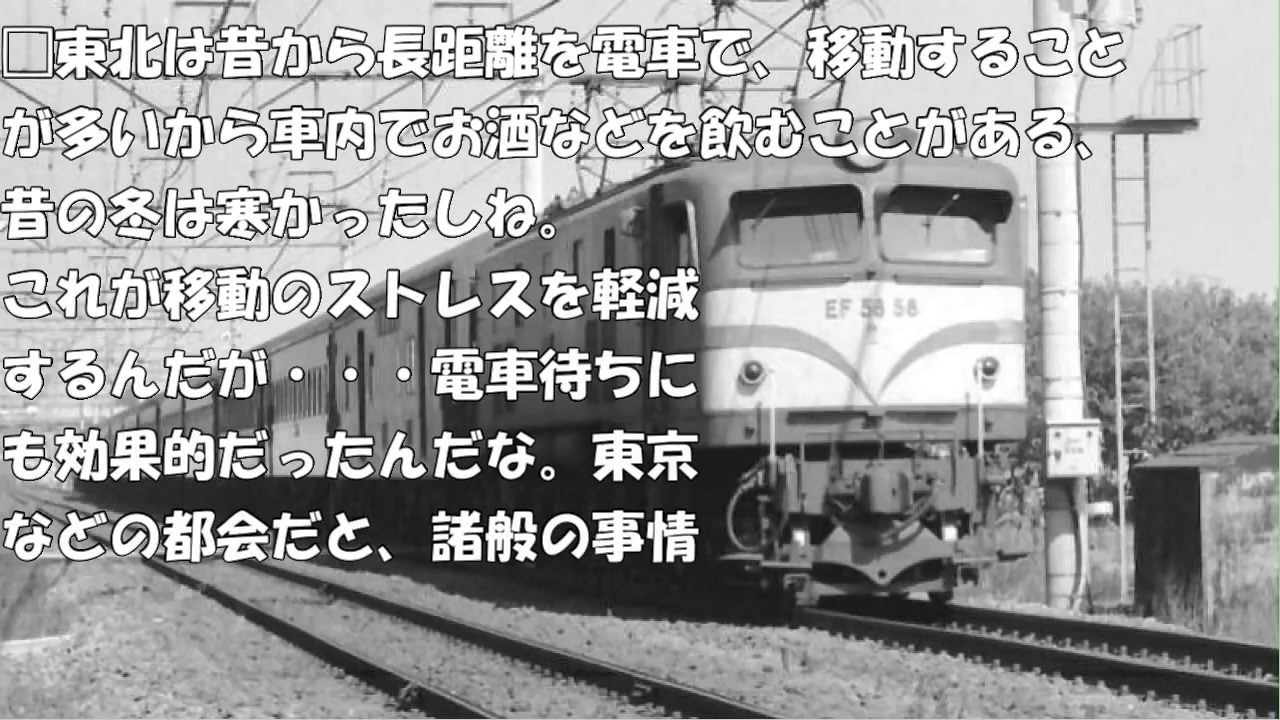 □東北は昔から長距離を電車で、移動すること
が多いから車内でお酒などを飲むことがある、
昔の冬は寒かったしね。
これが移動のストレスを軽減
するんだが・・・電車待ちに
も効果的だったんだな。東京
などの都会だと、諸般の事情
EF 58 58